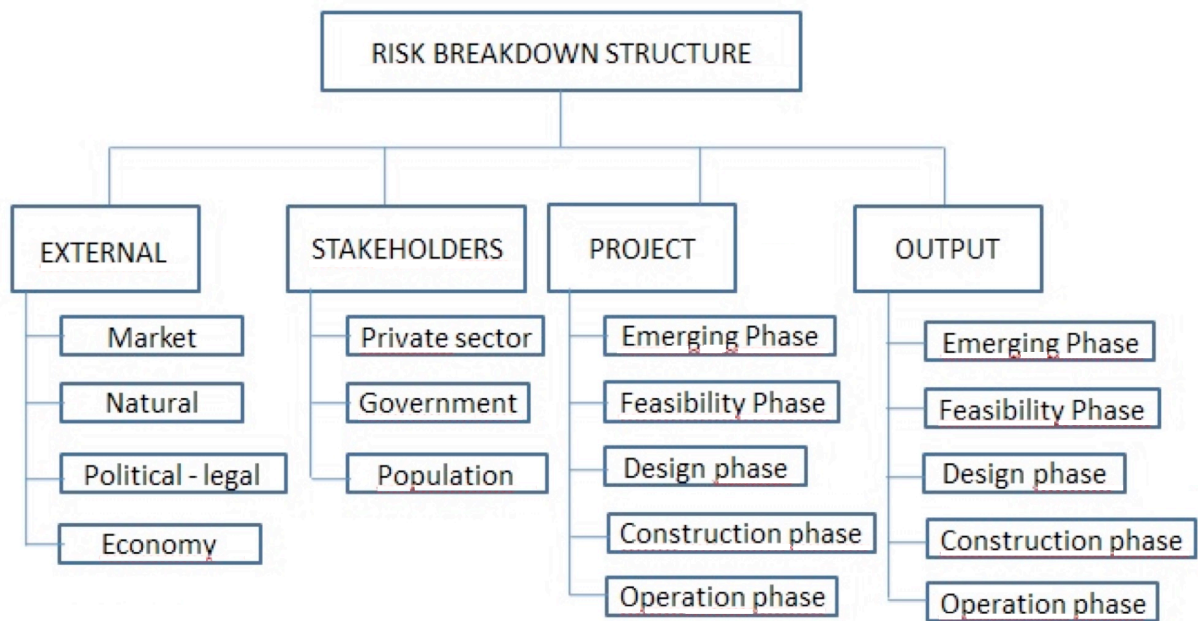 RISK BREAKDOWN STRUCTURE
EXTERNAL
Market
Natural
Political - legal
Economy
STAKEHOLDERS
Private sector
Government
Population
PROJECT
Emerging Phase
Feasibility Phase
Design phase
Construction phase
Operation phase
OUTPUT
Emerging Phase
Feasibility Phase
Design phase
Construction phase
Operation phase